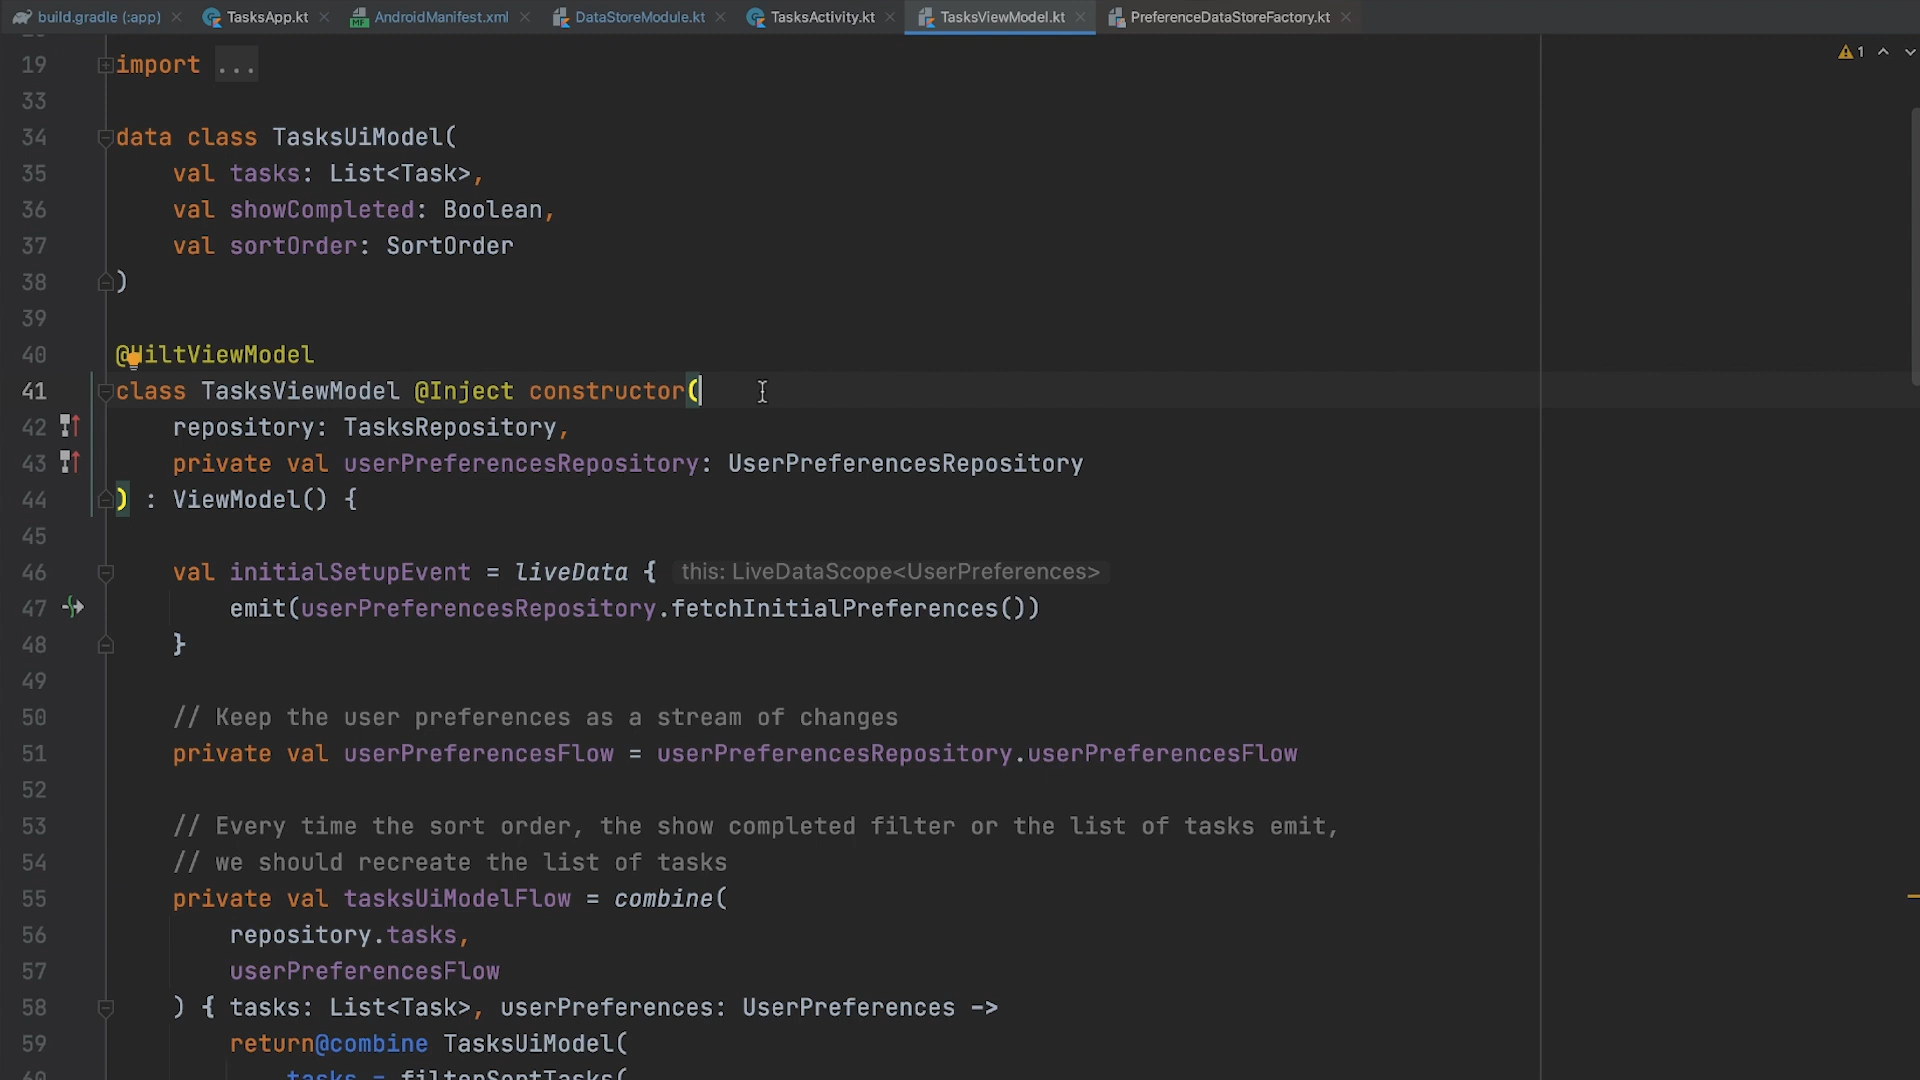 build.gradle (:app) TasksApp.kt AndroidManifest.xml DataStoreModule.kt TasksActivity.kt TasksViewModel.kt PreferenceDataStoreFactory.kt
19 import ...
1
33
34 data class TasksUiModel(
35 val tasks: List<Task>,
36 val showCompleted: Boolean,
37 val sortOrder: SortOrder
38 )
39
40 @HiltViewModel
41 class TasksViewModel @Inject constructor(
42 repository: TasksRepository,
43 private val userPreferencesRepository: UserPreferencesRepository
44 ) : ViewModel() {
45
46 val initialSetupEvent = liveData { this: LiveDataScope<UserPreferences>
47 emit(userPreferencesRepository.fetchInitialPreferences())
48 }
49
50 // Keep the user preferences as a stream of changes
51 private val userPreferencesFlow = userPreferencesRepository.userPreferencesFlow
52
53 // Every time the sort order, the show completed filter or the list of tasks emit,
54 // we should recreate the list of tasks
55 private val tasksUiModelFlow = combine(
56 repository.tasks,
57 userPreferencesFlow
58 ) { tasks: List<Task>, userPreferences: UserPreferences ->
59 return@combine TasksUiModel(
60 tasks = filterSortTasks(